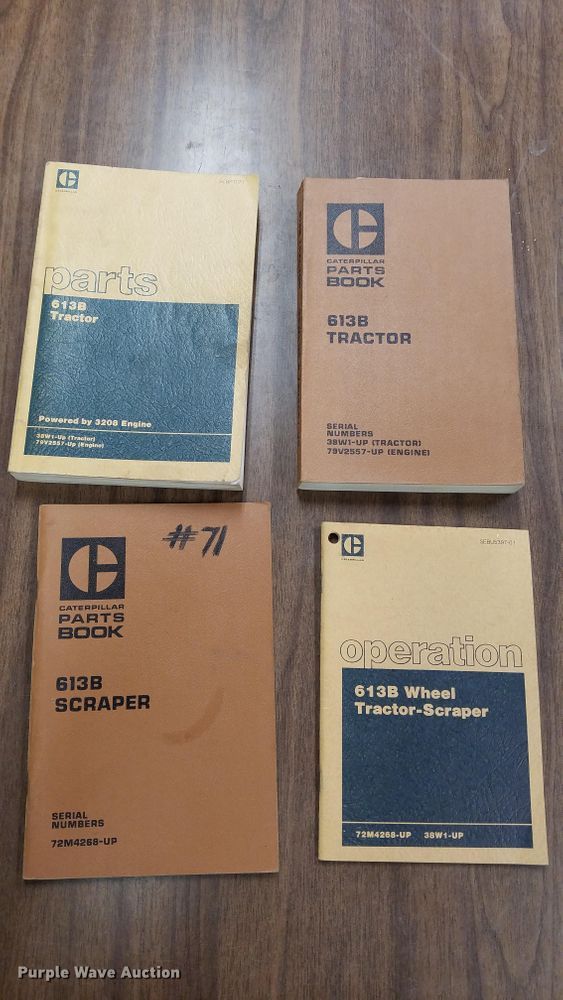 CATERPILLAR
parts
613B
Tractor
Powered by 3208 Engine
38W1-Up (Tractor)
79V2557-Up (Engine)
CATERPILLAR
PARTS
BOOK
613B
TRACTOR
SERIAL
NUMBERS
38W1-UP (TRACTOR)
79V2557-UP (ENGINE)
#71
CATERPILLAR
PARTS
BOOK
613B
SCRAPER
SERIAL
NUMBERS
72M4268-UP
CATERPILLAR
operation
613B Wheel
Tractor-Scraper
72M4268-UP 38W1-UP
Purple Wave Auction